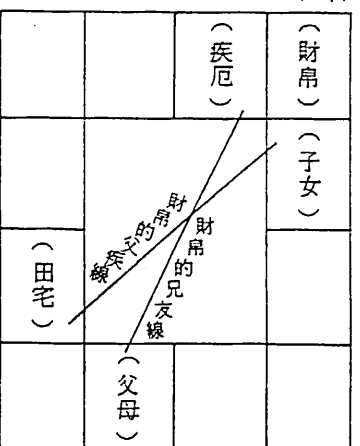 （疾厄）
（財帛）
（子女）
（田宅）
（父母）
財帛的父疾線
財帛的兄友線